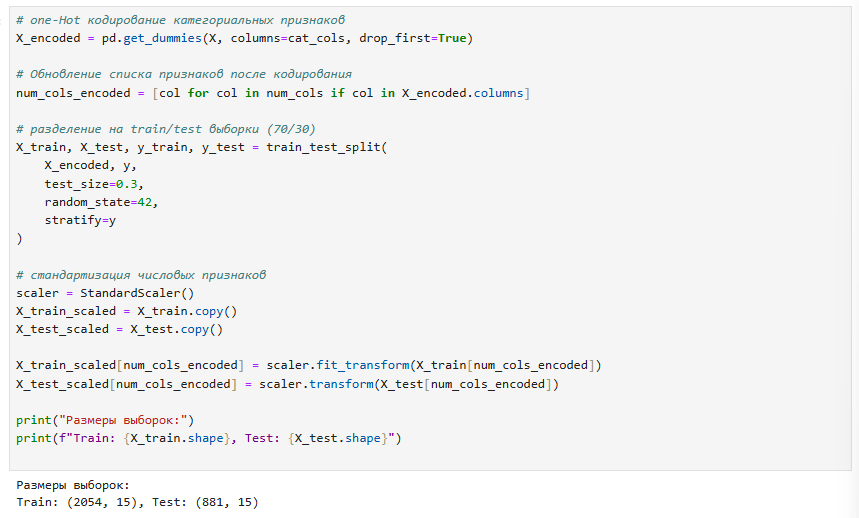 # one-Hot кодирование категориальных признаков
X_encoded = pd.get_dummies(X, columns=cat_cols, drop_first=True)
# Обновление списка признаков после кодирования
num_cols_encoded = [col for col in num_cols if col in X_encoded.columns]
# разделение на train/test выборки (70/30)
X_train, X_test, y_train, y_test = train_test_split(
    X_encoded, y,
    test_size=0.3,
    random_state=42,
    stratify=y
)
# стандартизация числовых признаков
scaler = StandardScaler()
X_train_scaled = X_train.copy()
X_test_scaled = X_test.copy()
X_train_scaled[num_cols_encoded] = scaler.fit_transform(X_train[num_cols_encoded])
X_test_scaled[num_cols_encoded] = scaler.transform(X_test[num_cols_encoded])
print("Размеры выборок:")
print(f"Train: {X_train.shape}, Test: {X_test.shape}")
Размеры выборок:
Train: (2054, 15), Test: (881, 15)